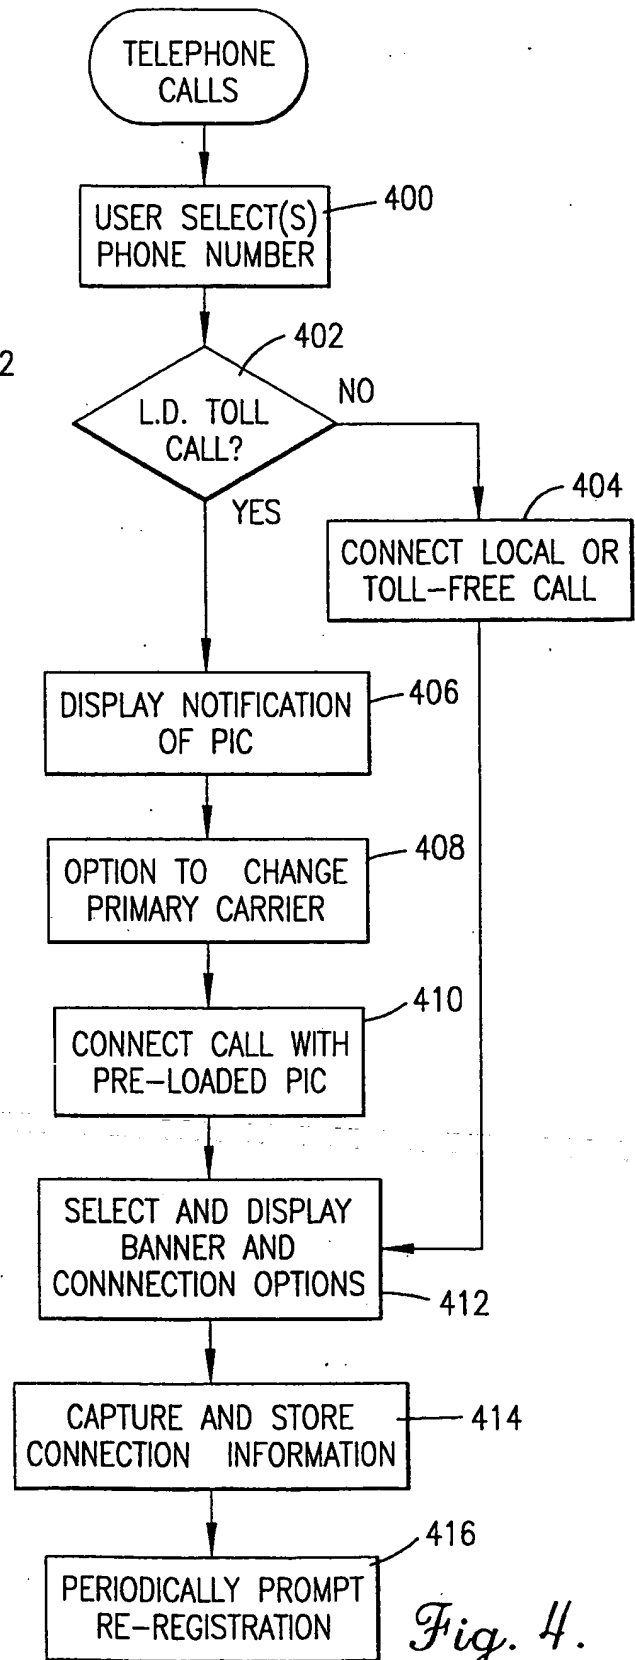 TELEPHONE
CALLS
USER SELECT(S)
PHONE NUMBER
400
2
402
L.D. TOLL
CALL?
NO
YES
404
CONNECT LOCAL OR
TOLL-FREE CALL
DISPLAY NOTIFICATION
OF PIC
406
OPTION TO CHANGE
PRIMARY CARRIER
408
410
CONNECT CALL WITH
PRE-LOADED PIC
SELECT AND DISPLAY
BANNER AND
CONNNECTION OPTIONS
412
CAPTURE AND STORE
CONNECTION INFORMATION
414
416
PERIODICALLY PROMPT
RE-REGISTRATION
Fig. 4.